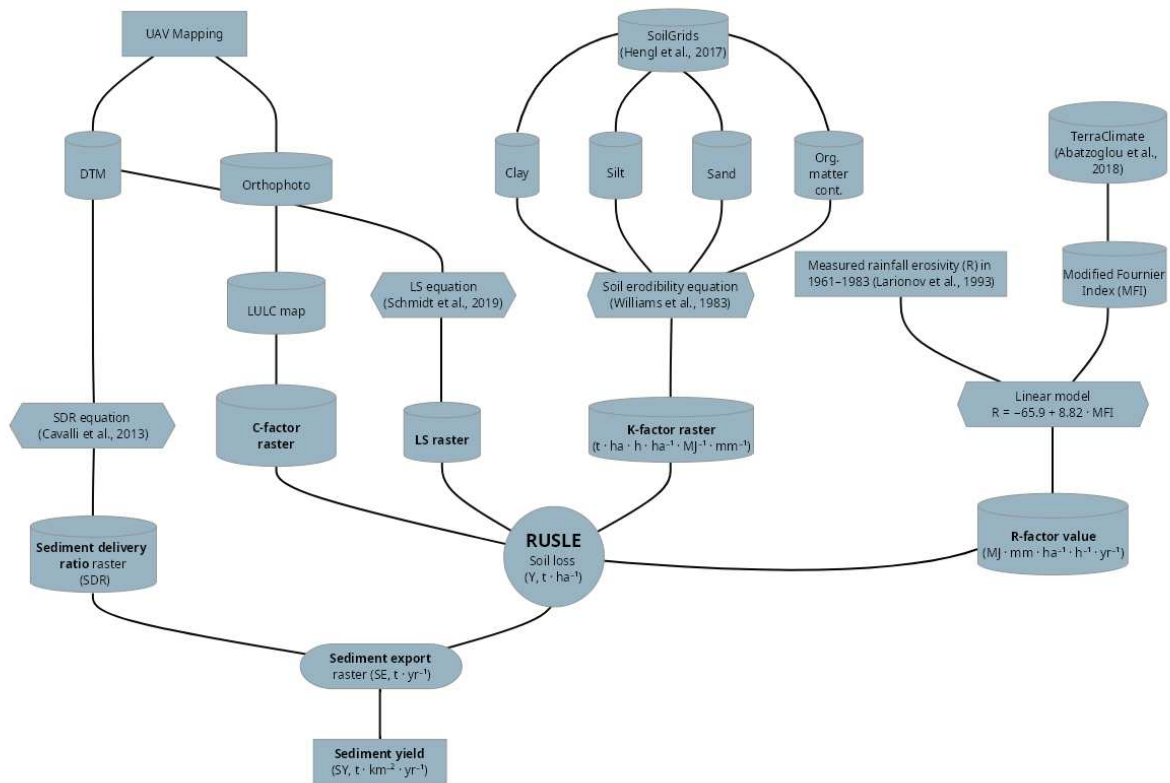 UAV Mapping
SoilGrids
(Hengl et al., 2017)
TerraClimate
(Abatzoglou et al.,
2018)
DTM
Orthophoto
Clay
Silt
Sand
Org.
matter
cont.
LULC map
LS equation
(Schmidt et al., 2019)
Soil erodibility equation
(Williams et al., 1983)
Measured rainfall erosivity (R) in
1961–1983 (Larionov et al., 1993)
Modified Fournier
Index (MFI)
SDR equation
(Cavalli et al., 2013)
C-factor
raster
LS raster
K-factor raster
(t · ha · h · ha⁻¹ · MJ⁻¹ · mm⁻¹)
Linear model
R = −65.9 + 8.82 · MFI
Sediment delivery
ratio raster
(SDR)
RUSLE
Soil loss
(Y, t · ha⁻¹)
R-factor value
(MJ · mm · ha⁻¹ · h⁻¹ · yr⁻¹)
Sediment export
raster (SE, t · yr⁻¹)
Sediment yield
(SY, t · km⁻² · yr⁻¹)